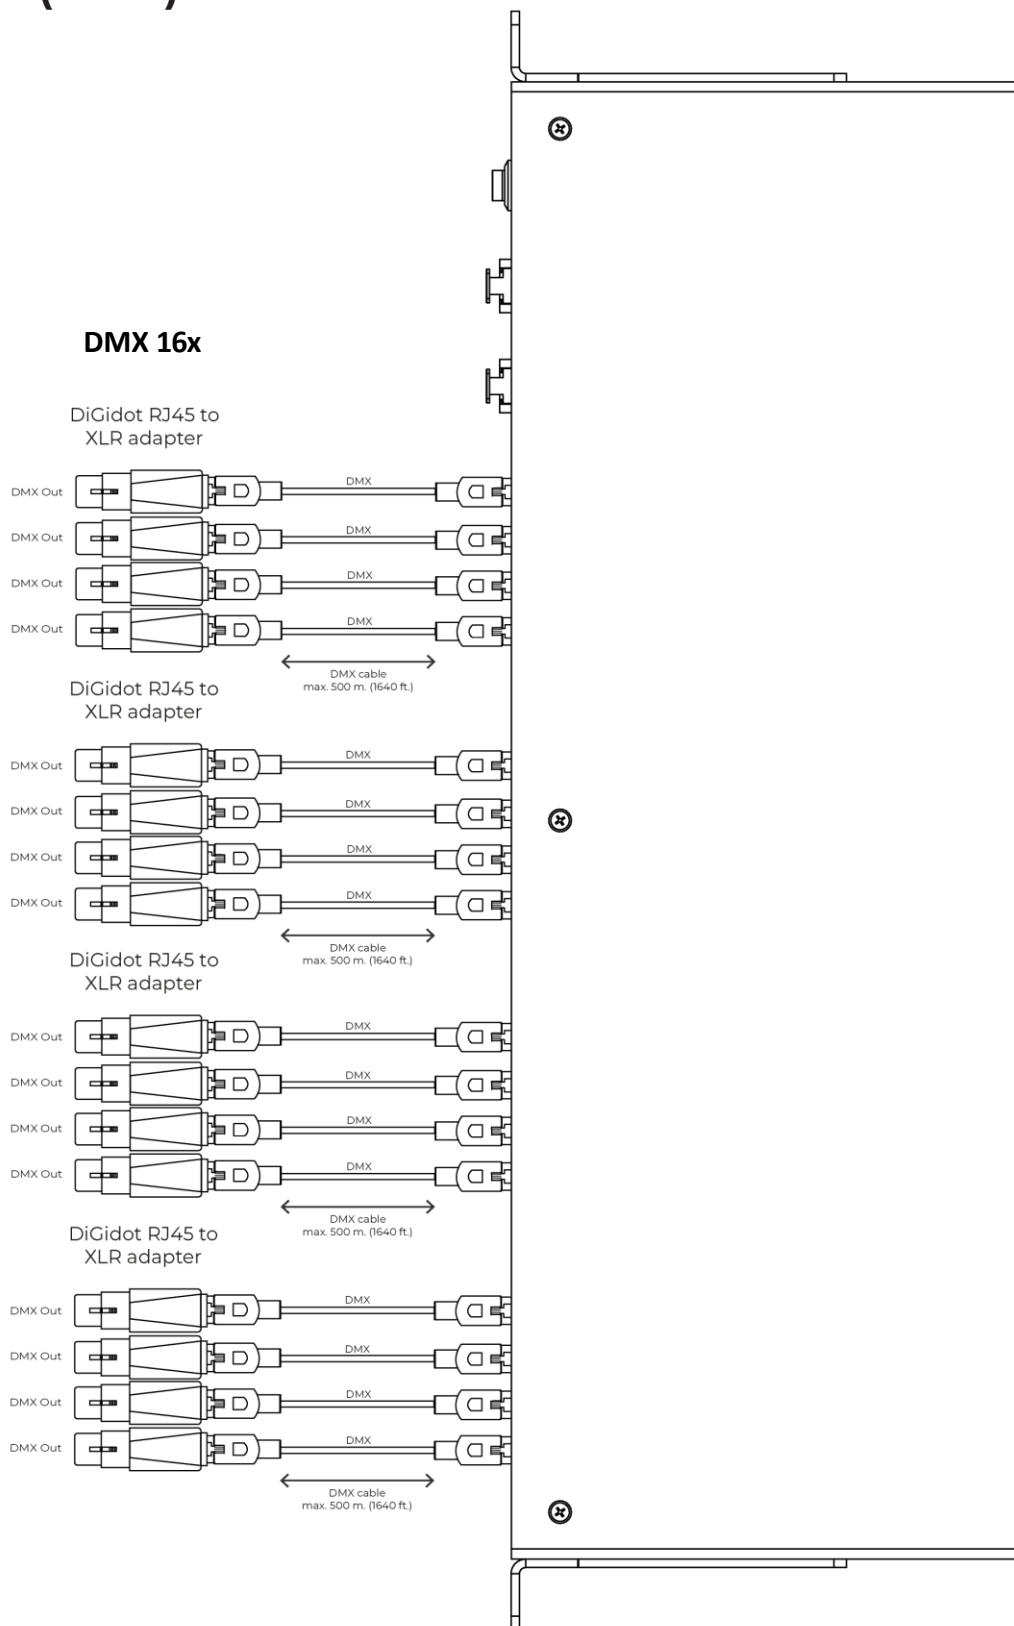 DMX 16x
DiGidot RJ45 to
XLR adapter
DMX Out
DMX
DMX Out
DMX
DMX Out
DMX
DMX Out
DMX
DMX cable
max. 500 m. (1640 ft.)
DiGidot RJ45 to
XLR adapter
DMX Out
DMX
DMX Out
DMX
DMX Out
DMX
DMX Out
DMX
DMX cable
max. 500 m. (1640 ft.)
DiGidot RJ45 to
XLR adapter
DMX Out
DMX
DMX Out
DMX
DMX Out
DMX
DMX Out
DMX
DMX cable
max. 500 m. (1640 ft.)
DiGidot RJ45 to
XLR adapter
DMX Out
DMX
DMX Out
DMX
DMX Out
DMX
DMX Out
DMX
DMX cable
max. 500 m. (1640 ft.)